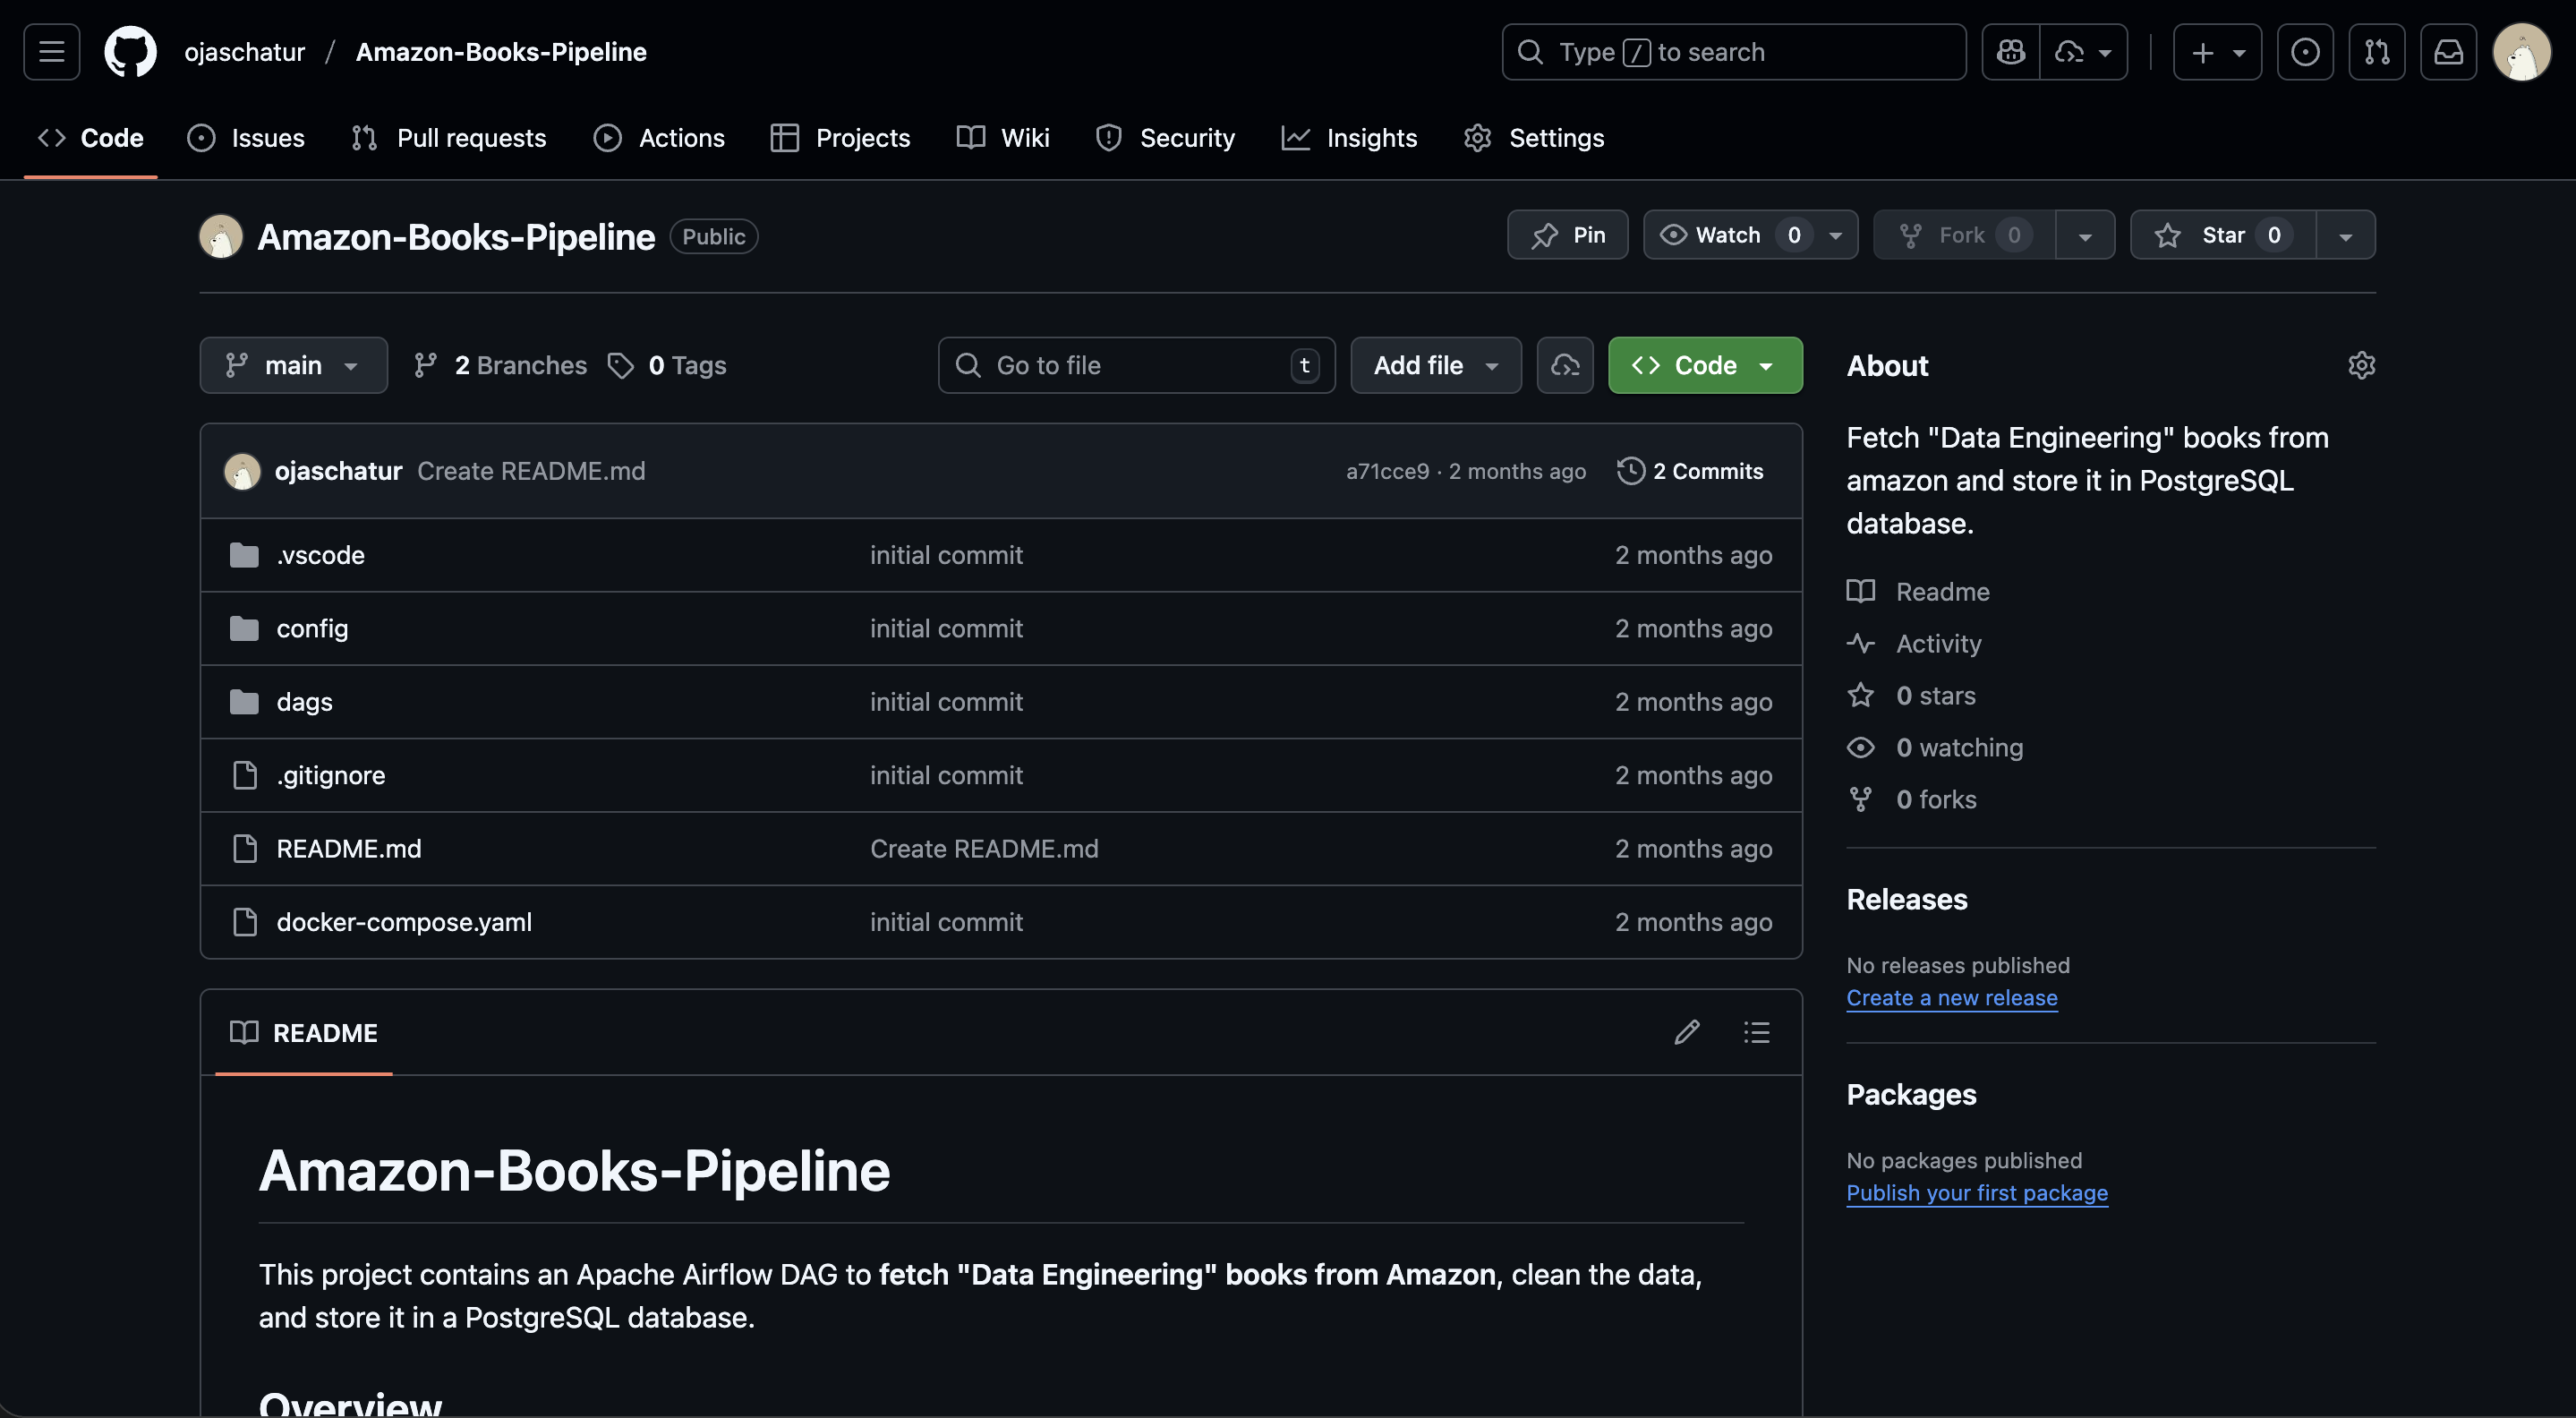 ojaschatur / Amazon-Books-Pipeline
Type / to search
Code
Issues
Pull requests
Actions
Projects
Wiki
Security
Insights
Settings
Amazon-Books-Pipeline Public
Pin
Watch 0
Fork 0
Star 0
main
2 Branches
0 Tags
Go to file t
Add file
Code
ojaschatur Create README.md a71cce9 · 2 months ago 2 Commits
.vscode initial commit 2 months ago
config initial commit 2 months ago
dags initial commit 2 months ago
.gitignore initial commit 2 months ago
README.md Create README.md 2 months ago
docker-compose.yaml initial commit 2 months ago
README
Amazon-Books-Pipeline
This project contains an Apache Airflow DAG to fetch "Data Engineering" books from Amazon, clean the data,
and store it in a PostgreSQL database.
Overview
About
Fetch "Data Engineering" books from
amazon and store it in PostgreSQL
database.
Readme
Activity
0 stars
0 watching
0 forks
Releases
No releases published
Create a new release
Packages
No packages published
Publish your first package